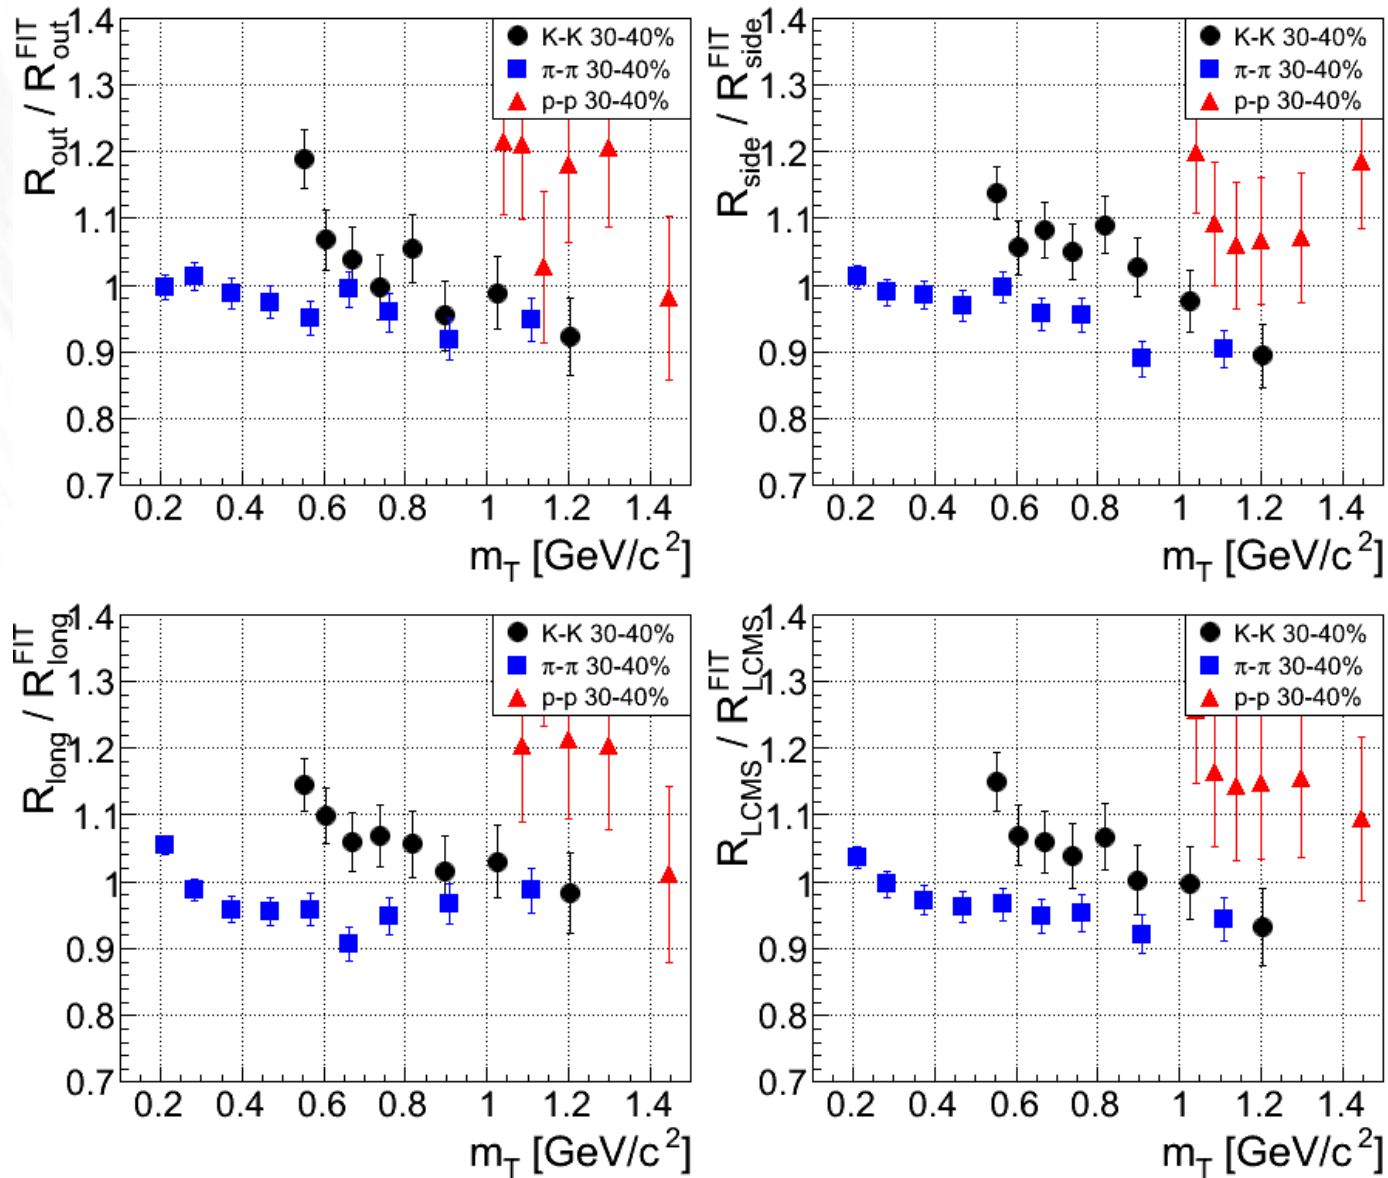 R_out / R_out^FIT
1.4
1.3
1.2
1.1
1
0.9
0.8
0.7
K-K 30-40%
π-π 30-40%
p-p 30-40%
0.2 0.4 0.6 0.8 1 1.2 1.4
m_T [GeV/c^2]
R_side / R_side^FIT
1.4
1.3
1.2
1.1
1
0.9
0.8
0.7
K-K 30-40%
π-π 30-40%
p-p 30-40%
0.2 0.4 0.6 0.8 1 1.2 1.4
m_T [GeV/c^2]
R_long / R_long^FIT
1.4
1.3
1.2
1.1
1
0.9
0.8
0.7
K-K 30-40%
π-π 30-40%
p-p 30-40%
0.2 0.4 0.6 0.8 1 1.2 1.4
m_T [GeV/c^2]
R_LCMS / R_LCMS^FIT
1.4
1.3
1.2
1.1
1
0.9
0.8
0.7
K-K 30-40%
π-π 30-40%
p-p 30-40%
0.2 0.4 0.6 0.8 1 1.2 1.4
m_T [GeV/c^2]